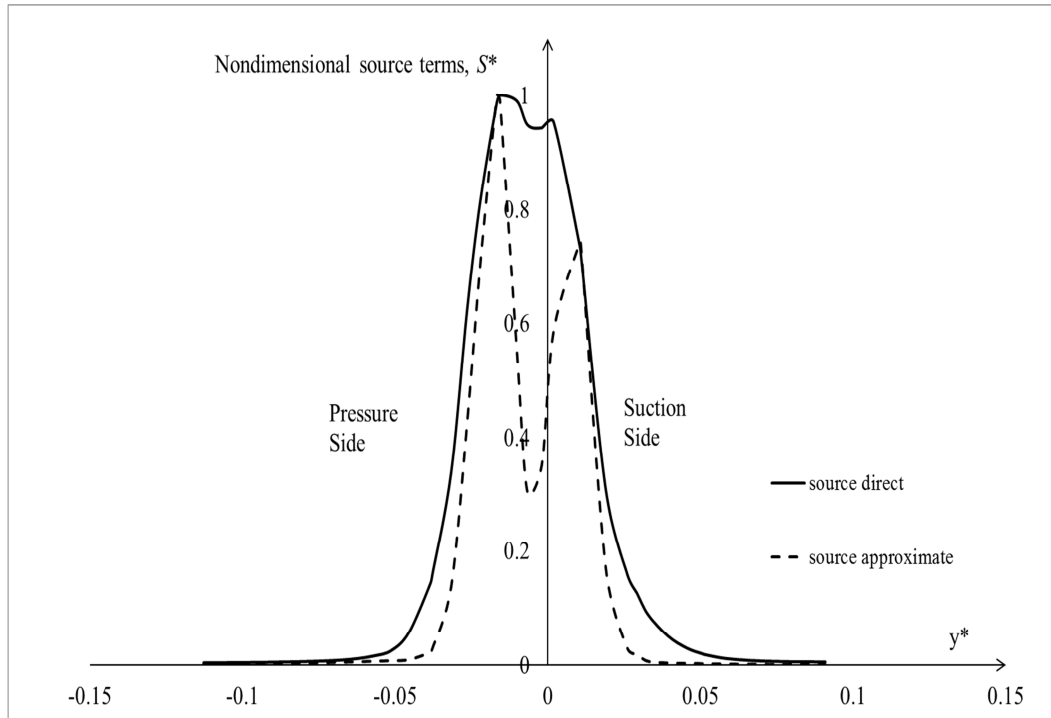 Nondimensional source terms, S*
1
0.8
0.6
Pressure
Side
Suction
Side
0.4
source direct
0.2
source approximate
y*
0
-0.15
-0.1
-0.05
0
0.05
0.1
0.15